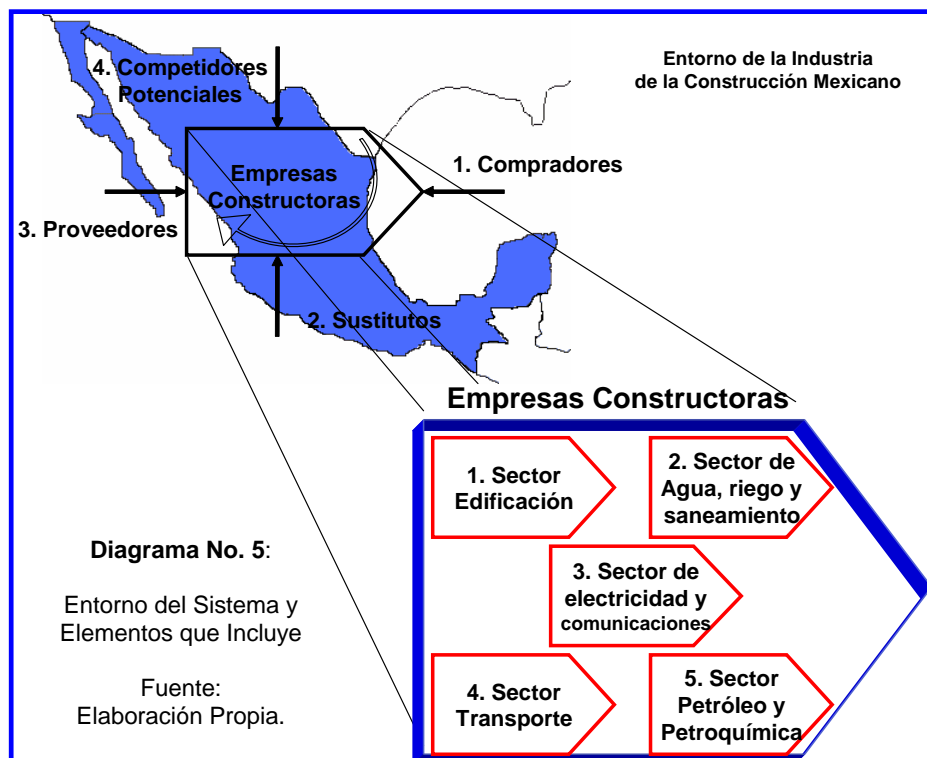 Entorno de la Industria
de la Construcción Mexicano
4. Competidores
Potenciales
1. Compradores
Empresas
Constructoras
3. Proveedores
2. Sustitutos
Empresas Constructoras
1. Sector
Edificación
2. Sector de
Agua, riego y
saneamiento
3. Sector de
electricidad y
comunicaciones
4. Sector
Transporte
5. Sector
Petróleo y
Petroquímica
Diagrama No. 5:
Entorno del Sistema y
Elementos que Incluye
Fuente:
Elaboración Propia.